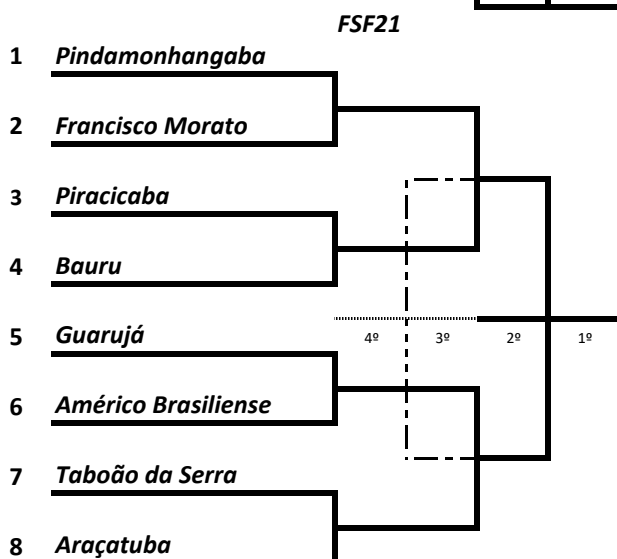 FSF21
1 Pindamonhangaba
2 Francisco Morato
3 Piracicaba
4 Bauru
5 Guarujá
4º 3º 2º 1º
6 Américo Brasiliense
7 Taboão da Serra
8 Araçatuba